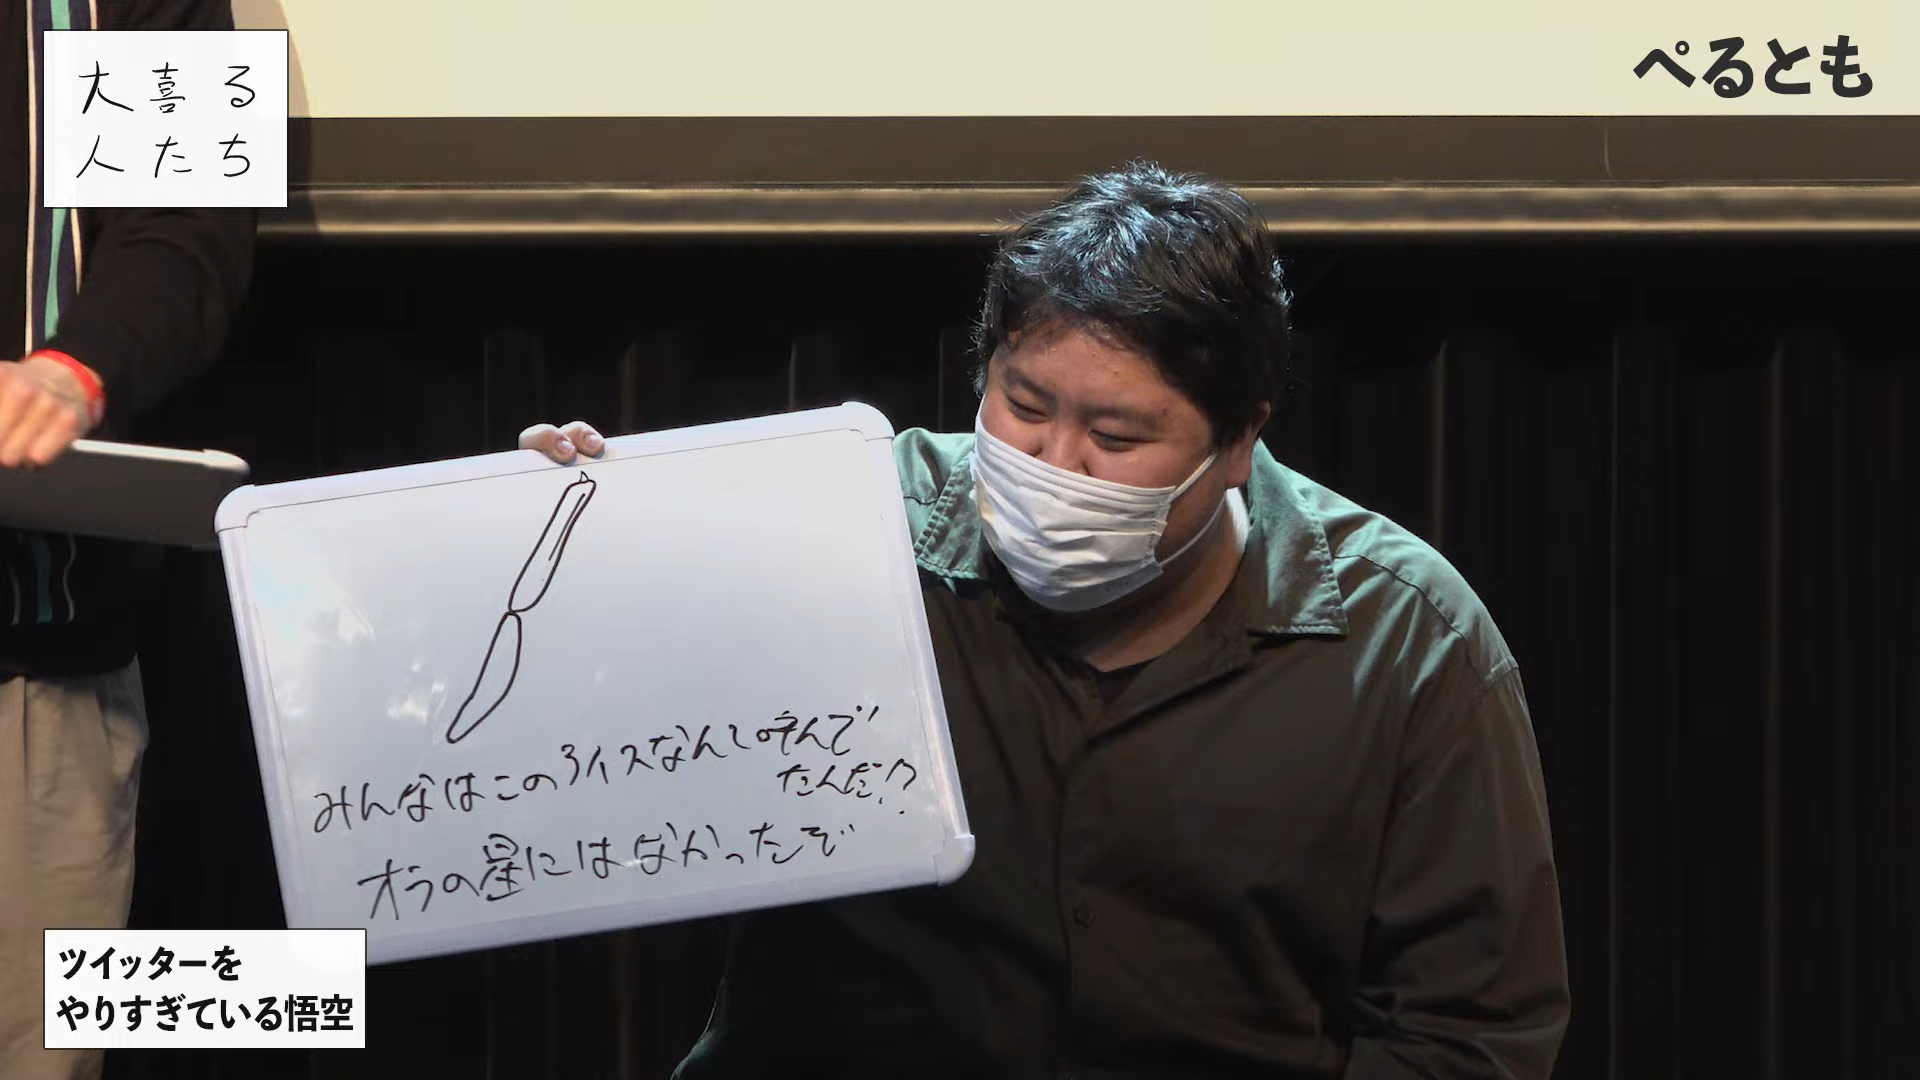 大喜る
人たち
ぺるとも
みんなはこのアイスなんて呼んで
たんだ!?
オラの星にはなかったぞ
ツイッターを
やりすぎている悟空